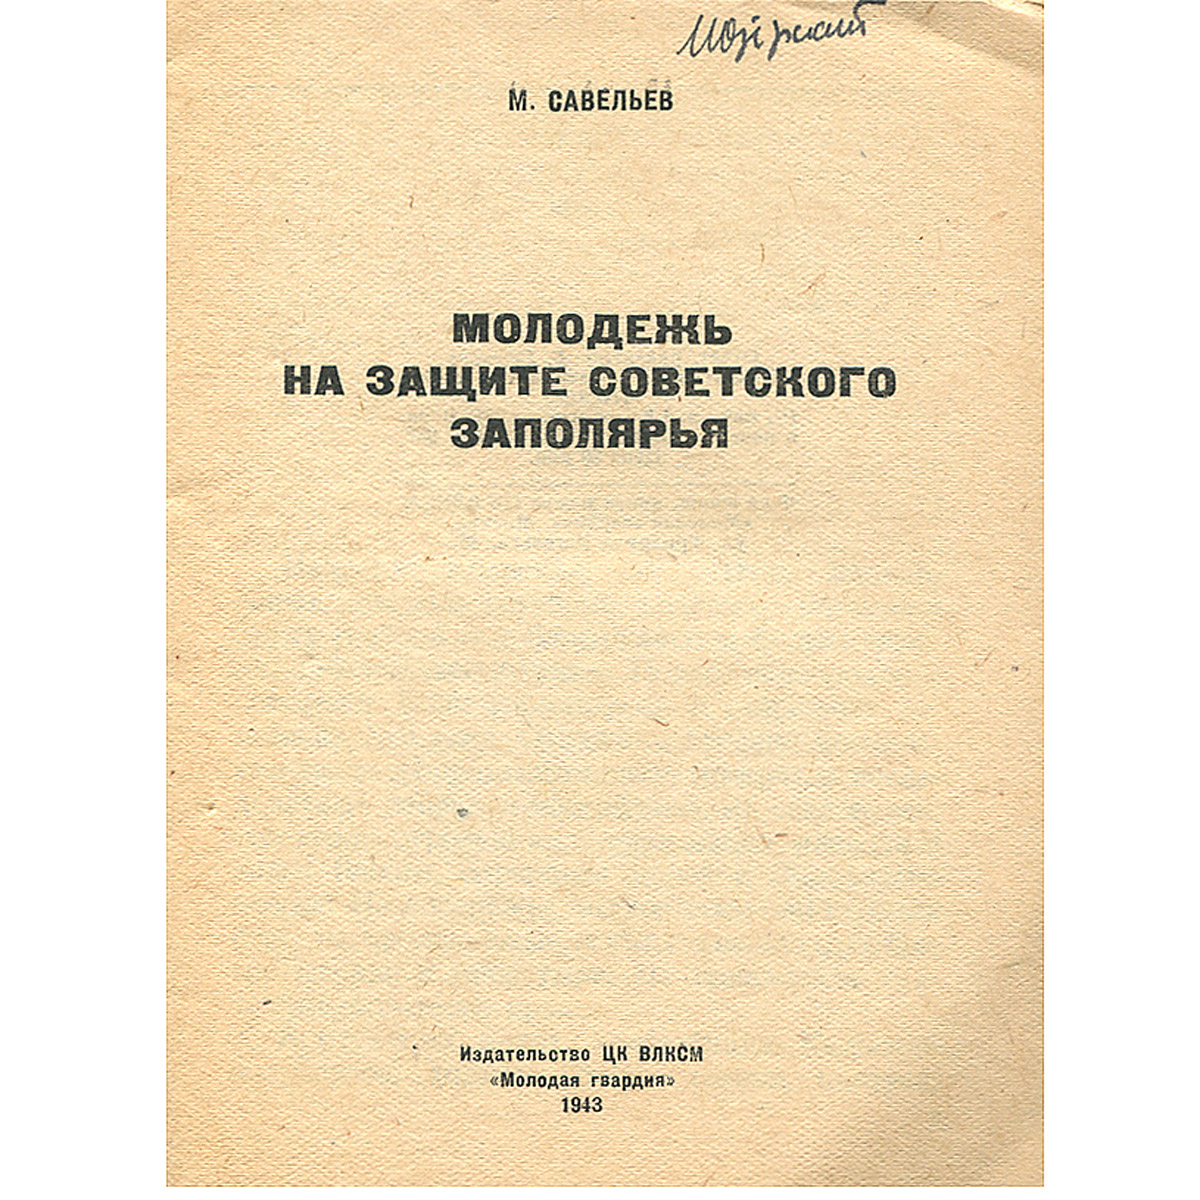 М. САВЕЛЬЕВ
МОЛОДЕЖЬ
НА ЗАЩИТЕ СОВЕТСКОГО
ЗАПОЛЯРЬЯ
Издательство ЦК ВЛКСМ
«Молодая гвардия»
1943